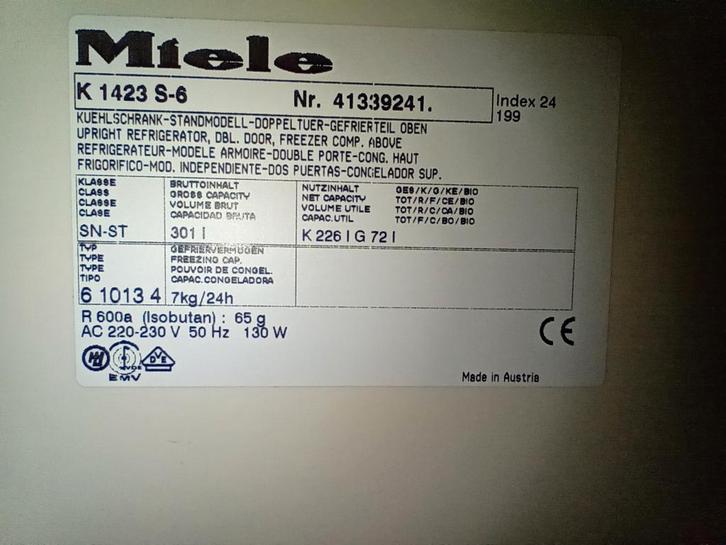 Miele
K 1423 S-6 Nr. 41339241. Index 24
199
KUEHLSCHRANK-STANDMODELL-DOPPELTUER-GEFRIERTEIL OBEN
UPRIGHT REFRIGERATOR, DBL. DOOR, FREEZER COMP. ABOVE
REFRIGERATEUR-MODELE ARMOIRE-DOUBLE PORTE-CONG. HAUT
FRIGORIFICO-MOD. INDEPENDIENTE-DOS PUERTAS-CONGELADOR SUP.
KLASSE BRUTTOINHALT NUTZINHALT GES/K/G/KE/BIO
CLASS GROSS CAPACITY NET CAPACITY TOT/R/F/CE/BIO
CLASSE VOLUME BRUT VOLUME UTILE TOT/R/C/CA/BIO
CLASE CAPACIDAD BRUTA CAPAC.UTIL TOT/F/C/BO/BIO
SN-ST 301 l K 226 l G 72 l
TYP GEFRIERVERMÖGEN
TYPE FREEZING CAP.
TYPE POUVOIR DE CONGEL.
TIPO CAPAC.CONGELADORA
6 1013 4 7kg/24h
R 600a (Isobutan) : 65 g
AC 220-230 V 50 Hz 130 W
CE
VDE
EMV
Made in Austria